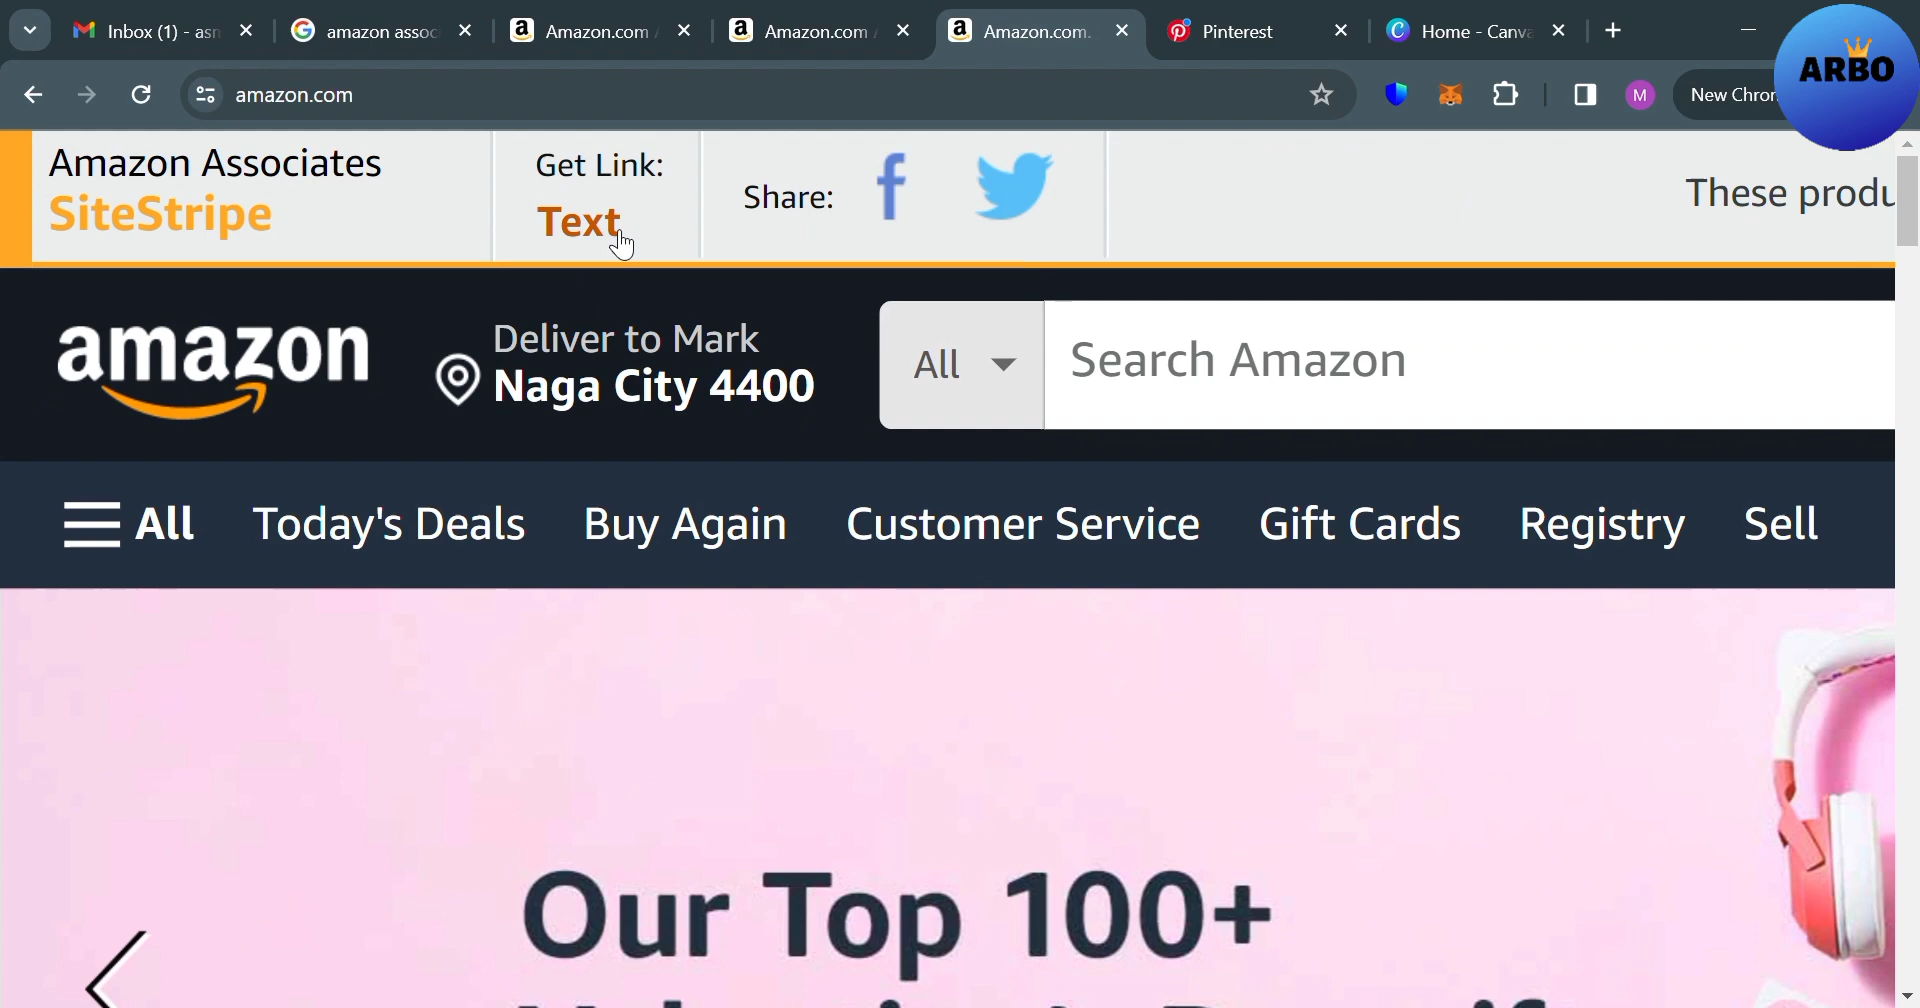 Inbox (1) - asn
amazon assoc
Amazon.com
Amazon.com
Amazon.com.
Pinterest
Home - Canva
ARBO
amazon.com
M
New Chrom
Amazon Associates
SiteStripe
Get Link:
Text
Share:
These produ
amazon
Deliver to Mark
Naga City 4400
All
Search Amazon
All
Today's Deals
Buy Again
Customer Service
Gift Cards
Registry
Sell
Our Top 100+